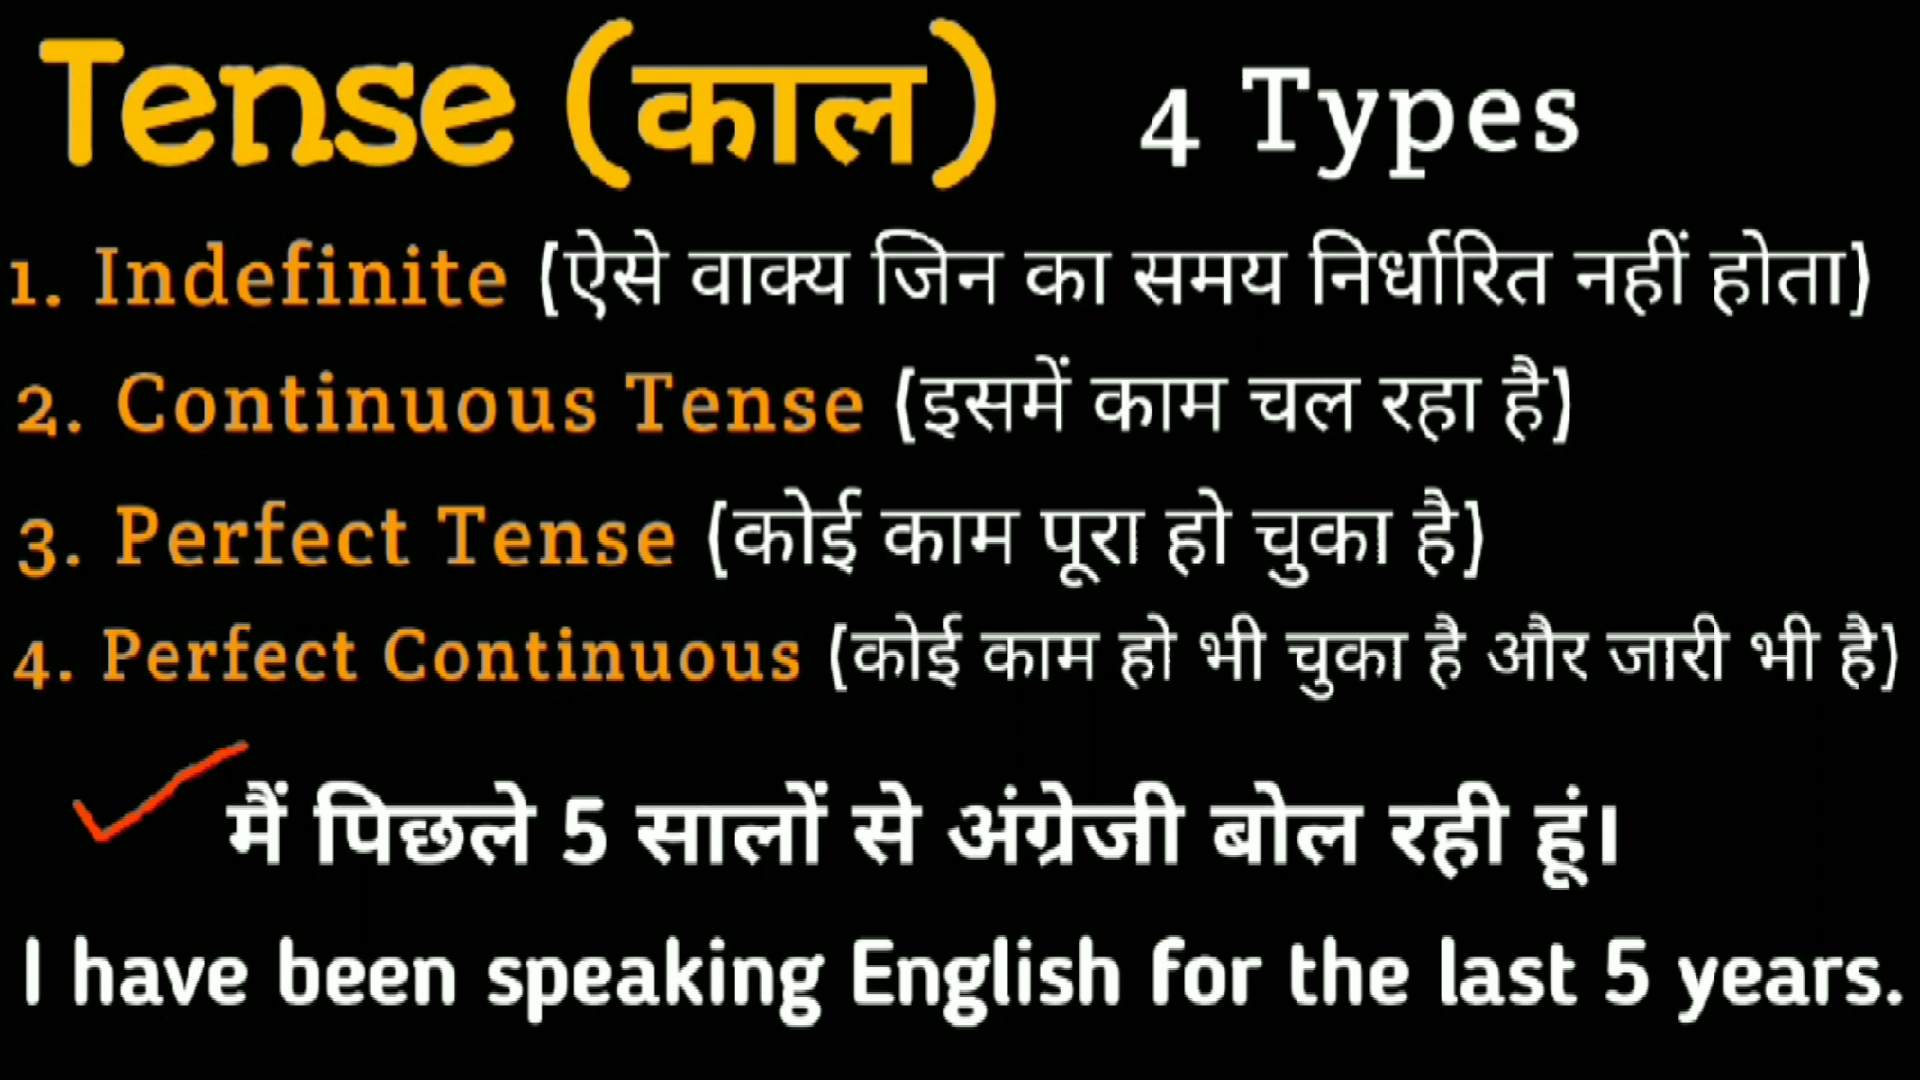 Tense (काल) 4 Types
1. Indefinite (ऐसे वाक्य जिन का समय निर्धारित नहीं होता)
2. Continuous Tense (इसमें काम चल रहा है)
3. Perfect Tense (कोई काम पूरा हो चुका है)
4. Perfect Continuous (कोई काम हो भी चुका है और जारी भी है)
मैं पिछले 5 सालों से अंग्रेजी बोल रही हूं।
I have been speaking English for the last 5 years.